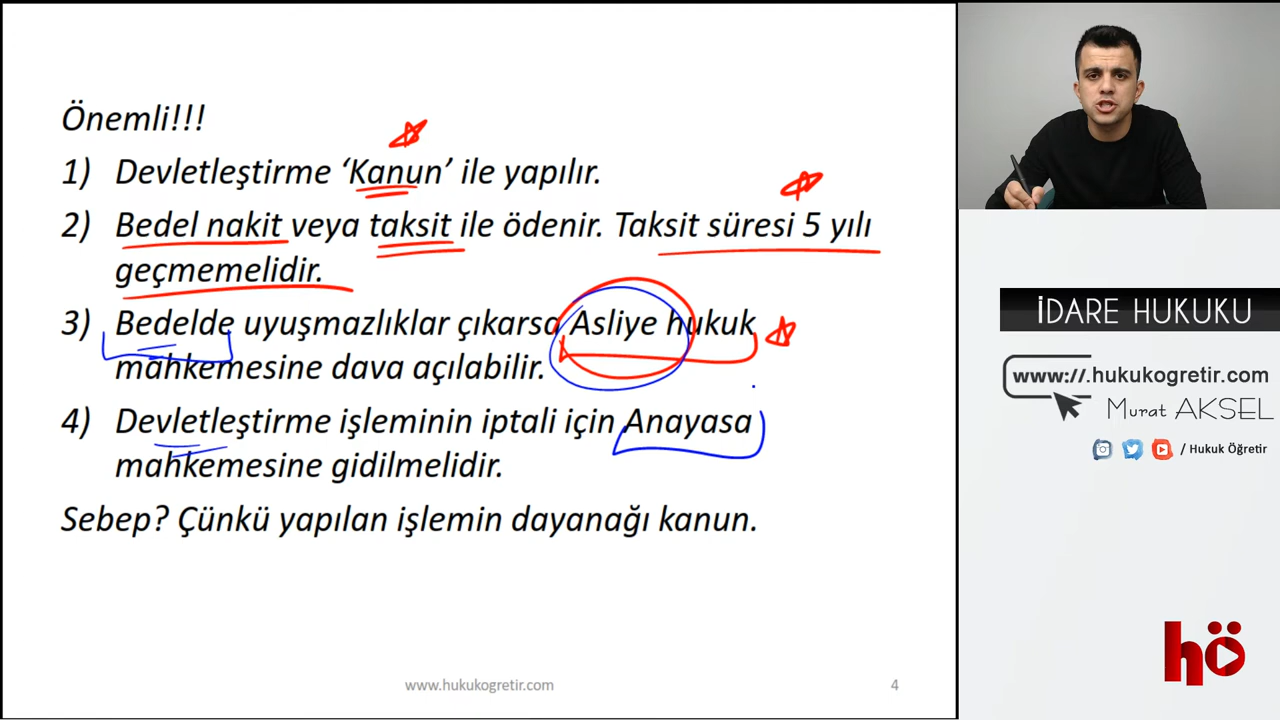 Önemli!!!
1) Devletleştirme ‘Kanun’ ile yapılır.
2) Bedel nakit veya taksit ile ödenir. Taksit süresi 5 yılı
geçmemelidir.
3) Bedelde uyuşmazlıklar çıkarsa Asliye hukuk
mahkemesine dava açılabilir.
4) Devletleştirme işleminin iptali için Anayasa
mahkemesine gidilmelidir.
Sebep? Çünkü yapılan işlemin dayanağı kanun.
www.hukukogretir.com
4
İDARE HUKUKU
www://.hukukogretir.com
Murat AKSEL
/ Hukuk Öğretir
hö